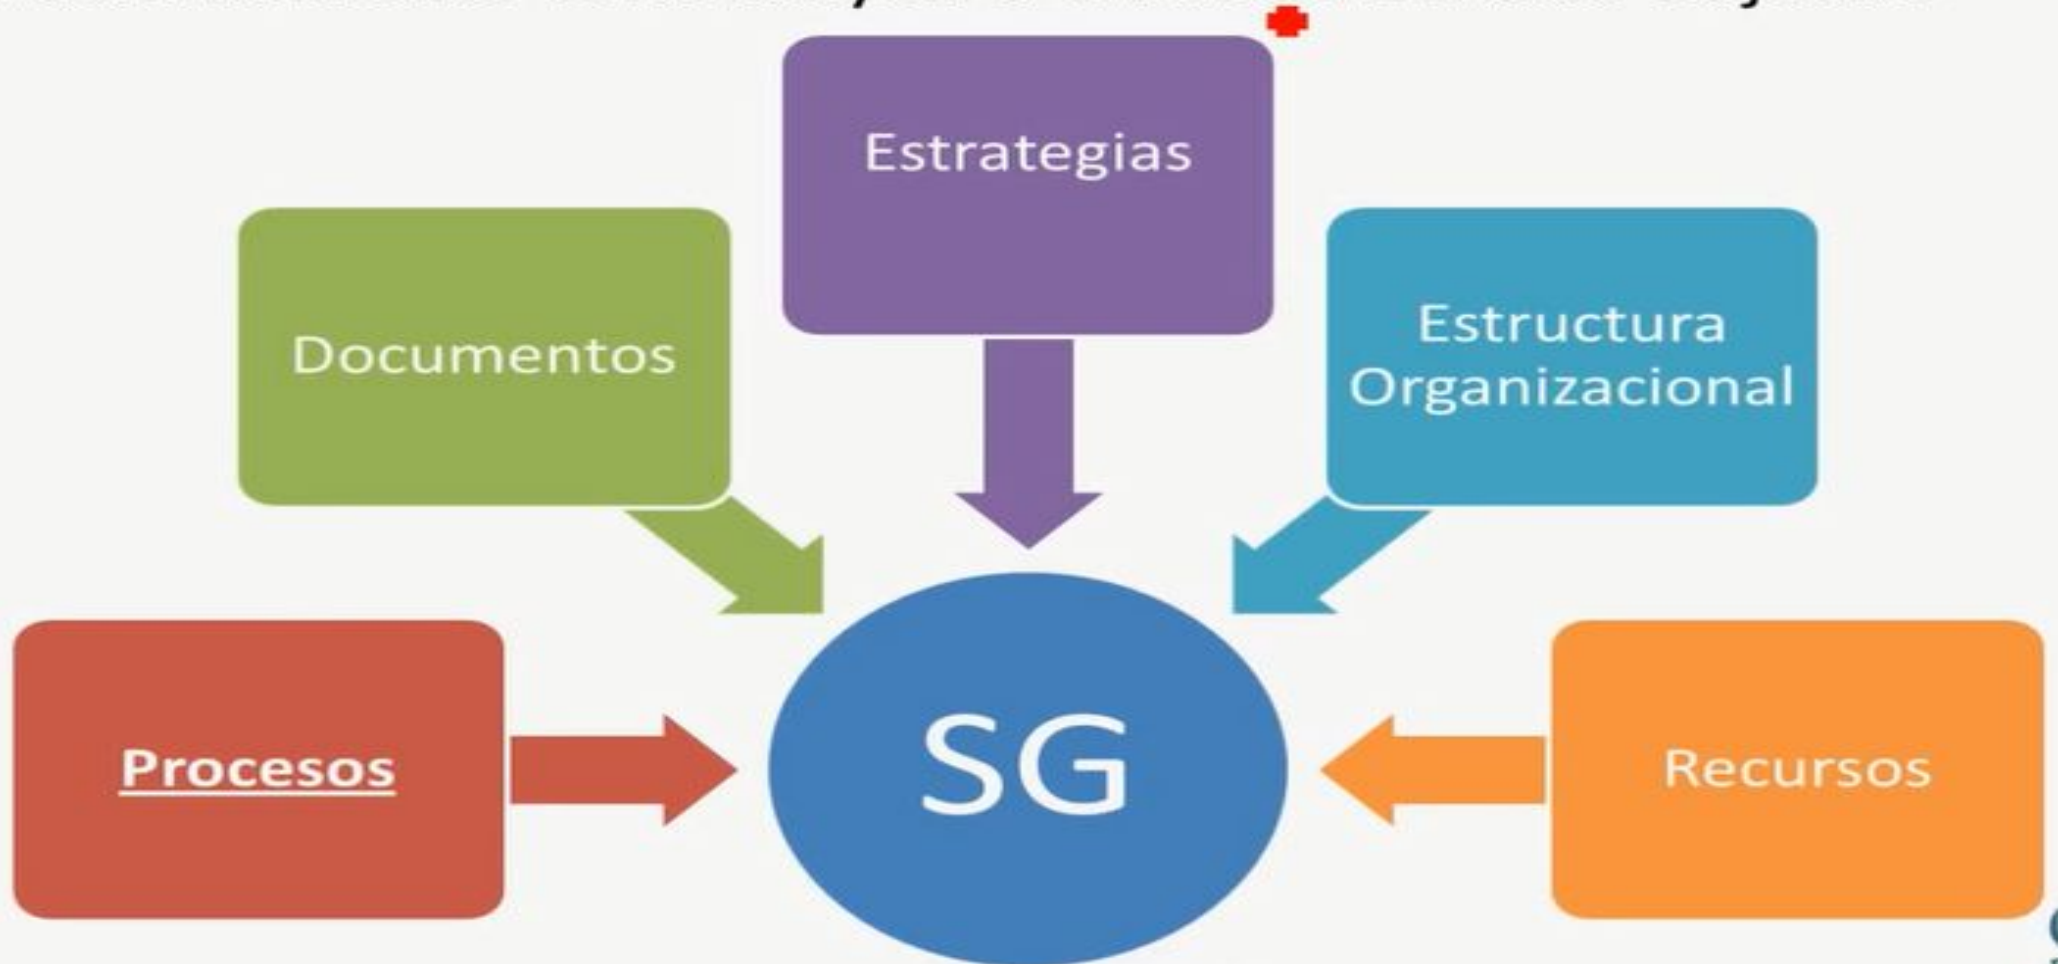 Estrategias
Documentos
Estructura
Organizacional
Procesos
SG
Recursos